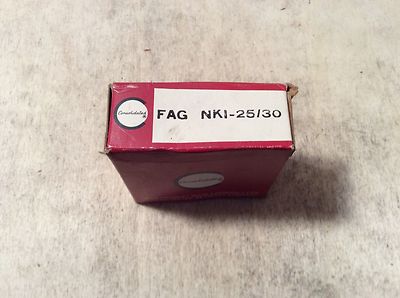 Consolidated
FAG NKI-25/30